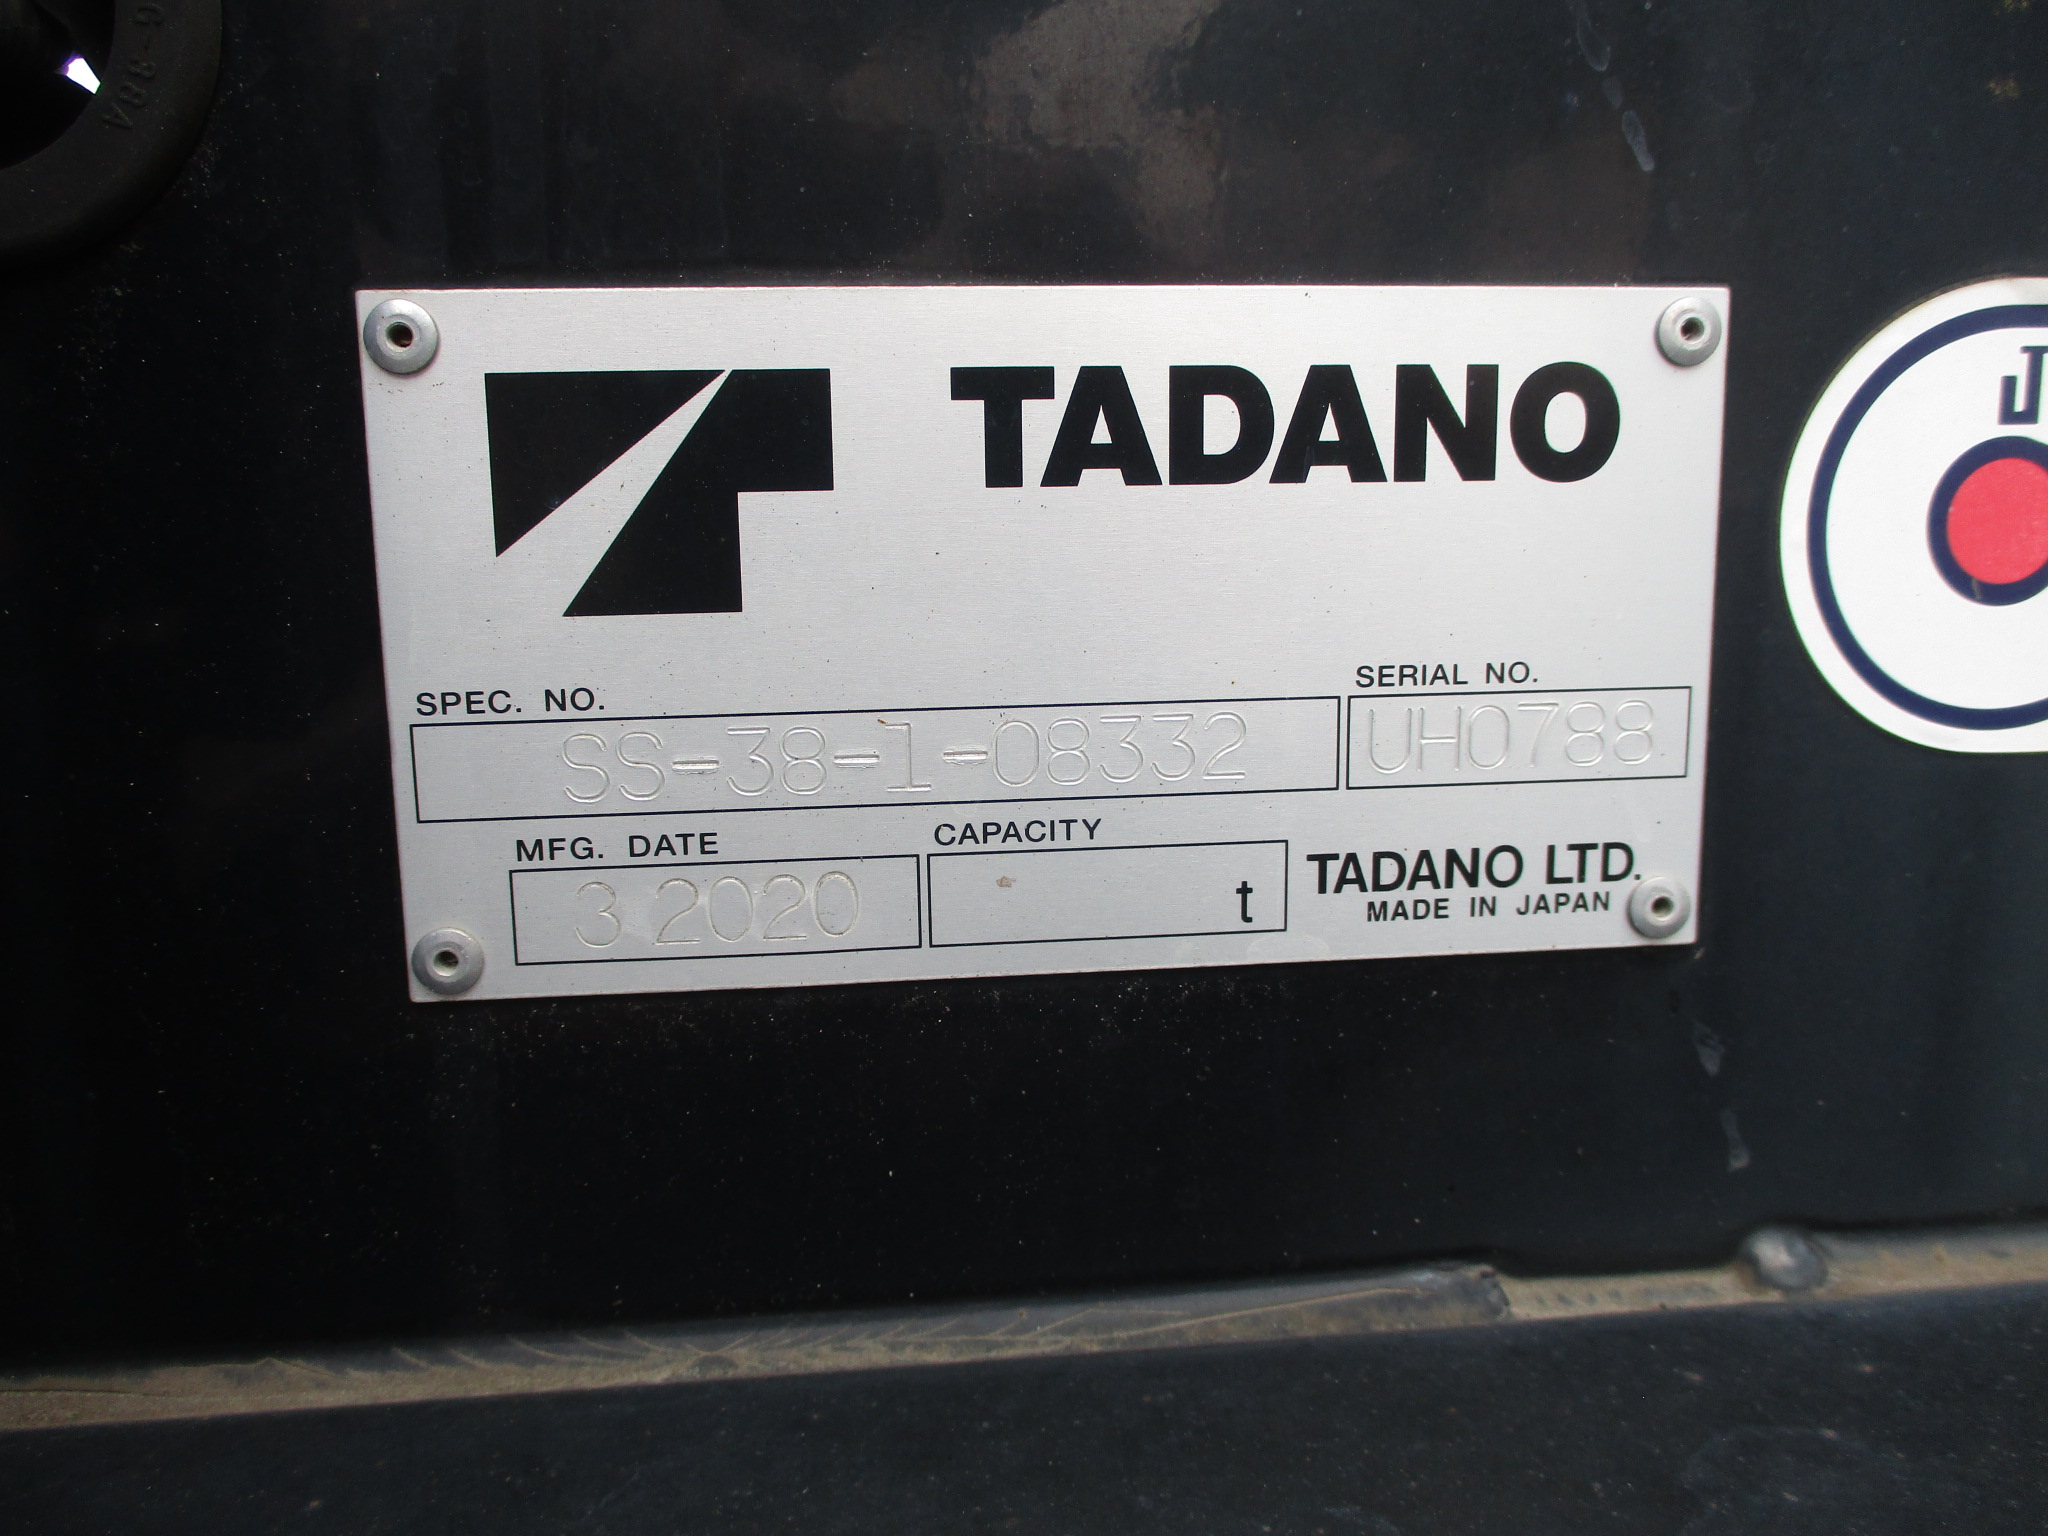 G-88A
TADANO
SPEC. NO.
SERIAL NO.
SS-38-1-08332
UH0788
MFG. DATE
CAPACITY
3 2020
t
TADANO LTD.
MADE IN JAPAN